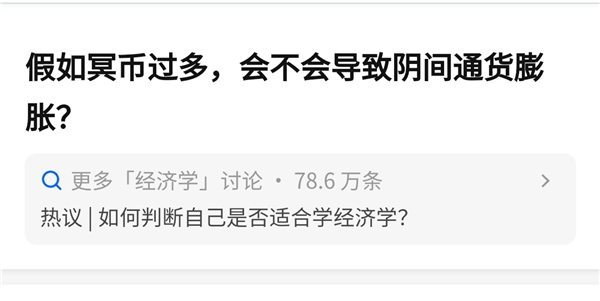 假如冥币过多，会不会导致阴间通货膨
胀？
更多「经济学」讨论 · 78.6 万条
热议 | 如何判断自己是否适合学经济学？